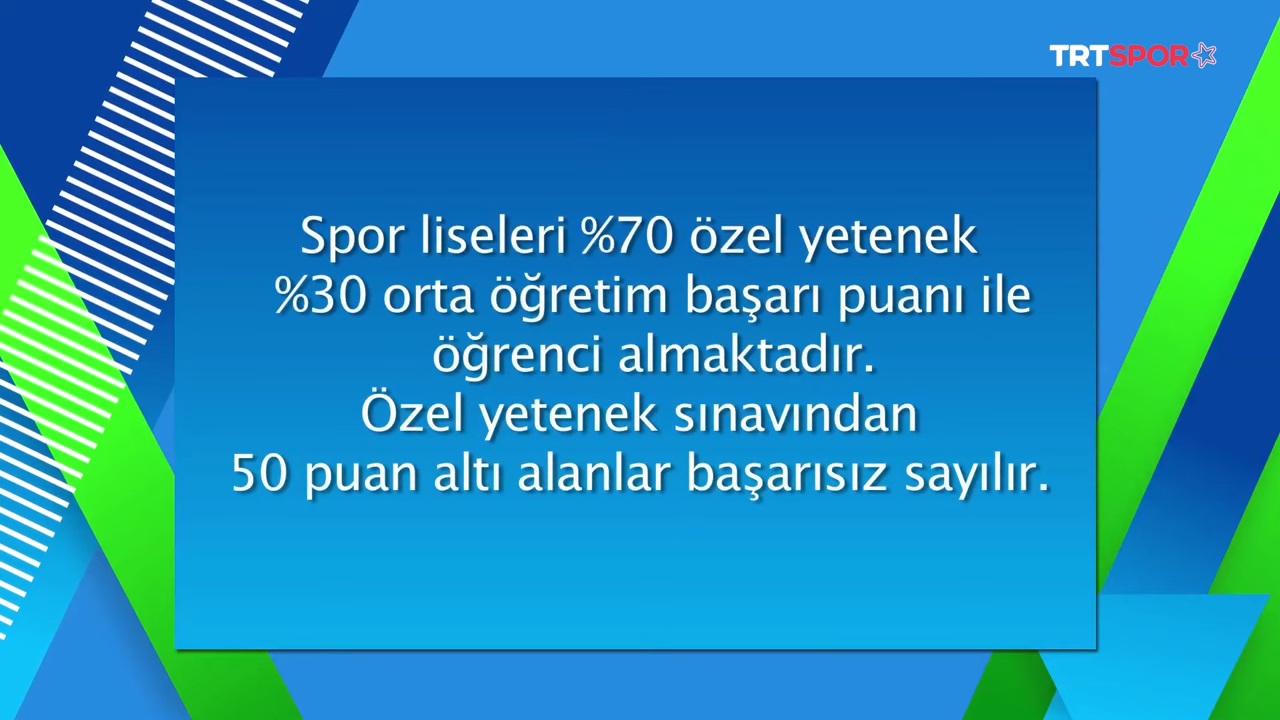 TRTSPOR
Spor liseleri %70 özel yetenek
%30 orta öğretim başarı puanı ile
öğrenci almaktadır.
Özel yetenek sınavından
50 puan altı alanlar başarısız sayılır.